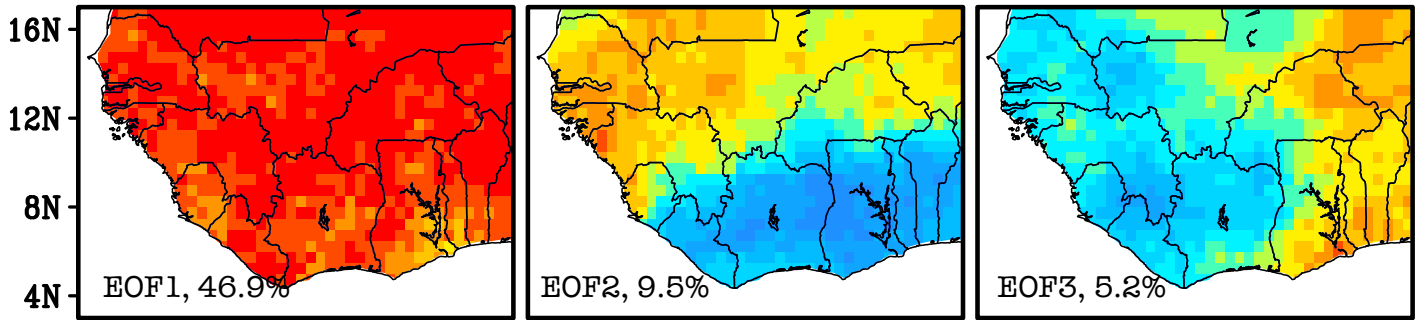 16N
12N
8N
4N
EOF1, 46.9%
EOF2, 9.5%
EOF3, 5.2%